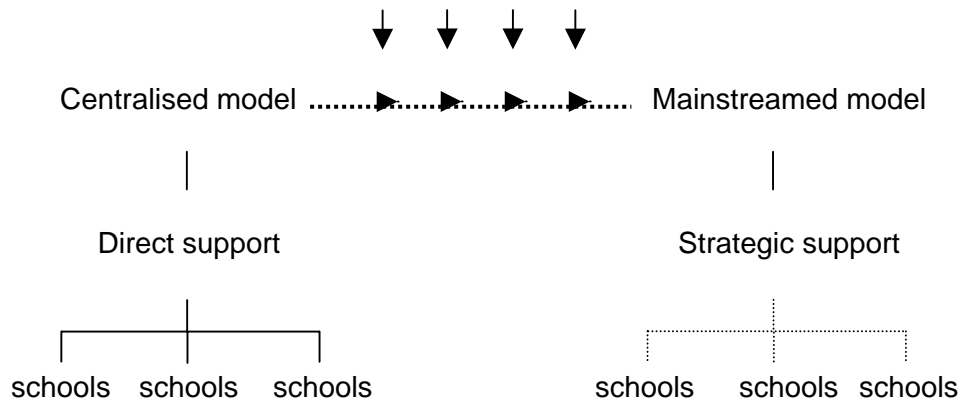 Centralised model Mainstreamed model
Direct support Strategic support
schools schools schools schools schools schools